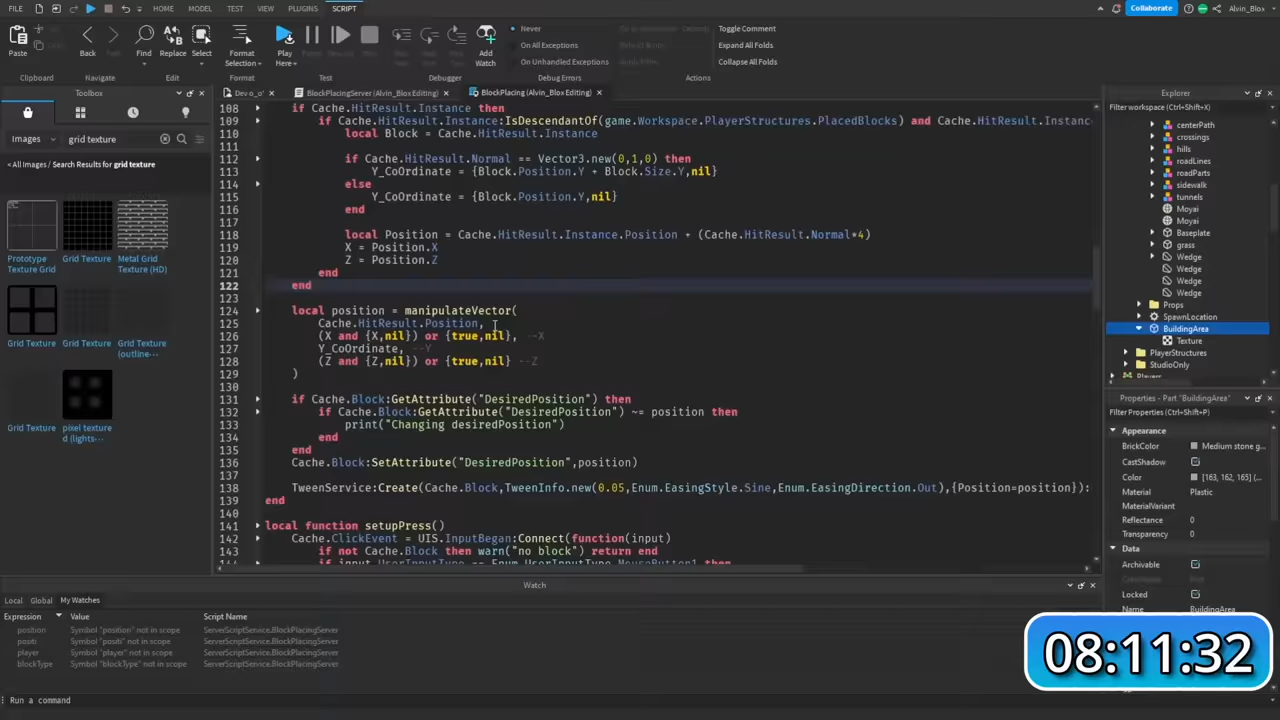 FILE
HOME
MODEL
TEST
VIEW
PLUGINS
SCRIPT
Collaborate
Alvin_Blox
Paste
Back
Find
Replace
Select
Format
Selection
Play
Here
Add
Watch
Never
On All Exceptions
On Unhandled Exceptions
Toggle Comment
Expand All Folds
Collapse All Folds
Clipboard
Navigate
Edit
Format
Test
Debugger
Debug Errors
Actions
Toolbox
Dev o_o'
BlockPlacingServer (Alvin_Blox Editing)
BlockPlacing (Alvin_Blox Editing)
Explorer
Images
grid texture
< All Images / Search Results for grid texture
Prototype
Texture Grid
Grid Texture
Metal Grid
Texture (HD)
Grid Texture
Grid Texture
Grid Texture
(outline-
Grid Texture
pixel texture
d (lights-
108 if Cache.HitResult.Instance then
109 if Cache.HitResult.Instance:IsDescendantOf(game.Workspace.PlayerStructures.PlacedBlocks) and Cache.HitResult.Instanc
110 local Block = Cache.HitResult.Instance
111
112 if Cache.HitResult.Normal == Vector3.new(0,1,0) then
113 Y_CoOrdinate = {Block.Position.Y + Block.Size.Y,nil}
114 else
115 Y_CoOrdinate = {Block.Position.Y,nil}
116 end
117
118 local Position = Cache.HitResult.Instance.Position + (Cache.HitResult.Normal*4)
119 X = Position.X
120 Z = Position.Z
121 end
122 end
123
124 local position = manipulateVector(
125 Cache.HitResult.Position,
126 (X and {X,nil}) or {true,nil}, --X
127 Y_CoOrdinate, --Y
128 (Z and {Z,nil}) or {true,nil} --Z
129 )
130
131 if Cache.Block:GetAttribute("DesiredPosition") then
132 if Cache.Block:GetAttribute("DesiredPosition") ~= position then
133 print("Changing desiredPosition")
134 end
135 end
136 Cache.Block:SetAttribute("DesiredPosition",position)
137
138 TweenService:Create(Cache.Block,TweenInfo.new(0.05,Enum.EasingStyle.Sine,Enum.EasingDirection.Out),{Position=position}):
139 end
140
141 local function setupPress()
142 Cache.ClickEvent = UIS.InputBegan:Connect(function(input)
143 if not Cache.Block then warn("no block") return end
Filter workspace (Ctrl+Shift+X)
centerPath
crossings
hills
roadLines
roadParts
sidewalk
tunnels
Moyai
Moyai
Baseplate
grass
Wedge
Wedge
Wedge
Wedge
Props
SpawnLocation
BuildingArea
Texture
PlayerStructures
StudioOnly
Players
Properties - Part "BuildingArea"
Filter Properties (Ctrl+Shift+P)
Appearance
BrickColor
Medium stone g...
CastShadow
Color
[163, 162, 165] (...
Material
Plastic
MaterialVariant
Reflectance
0
Transparency
0
Data
Archivable
Locked
Name
BuildingArea
Watch
Local
Global
My Watches
Expression
Value
Script Name
position
Symbol "position" not in scope
ServerScriptService.BlockPlacingServer
positi
Symbol "positi" not in scope
ServerScriptService.BlockPlacingServer
player
Symbol "player" not in scope
ServerScriptService.BlockPlacingServer
blockType
Symbol "blockType" not in scope
ServerScriptService.BlockPlacingServer
Run a command
08:11:32